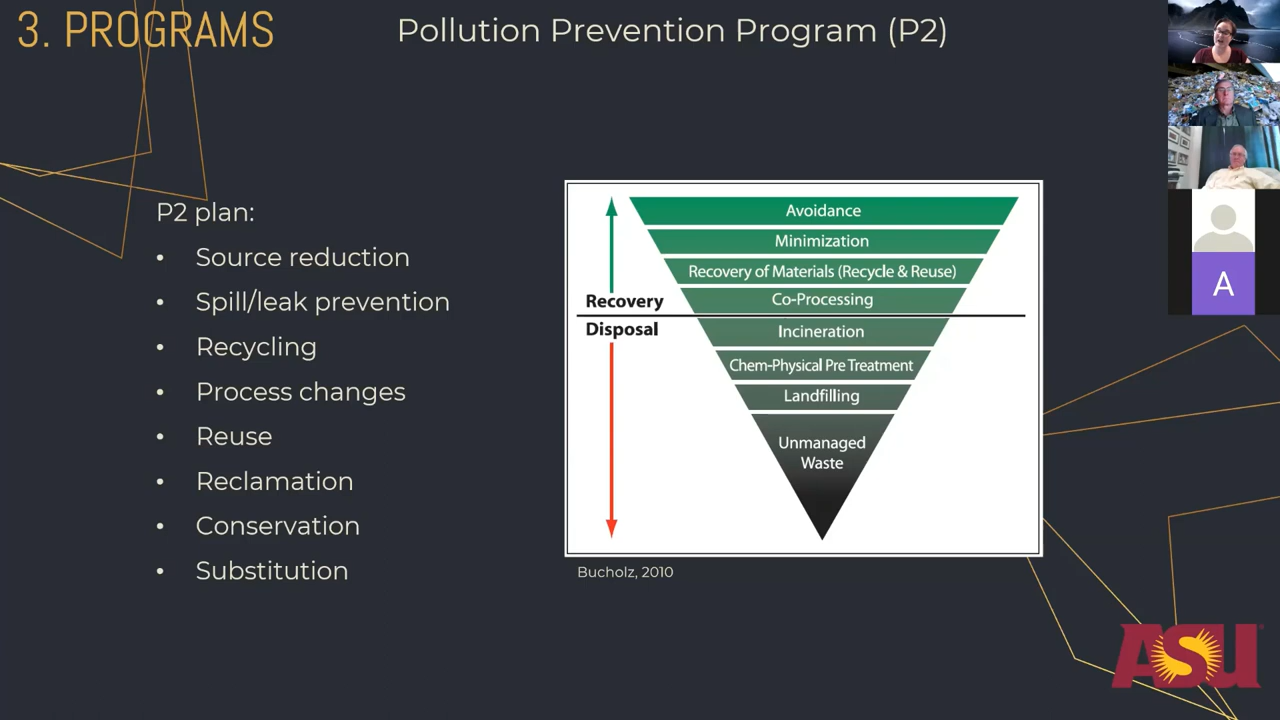 3. PROGRAMS
Pollution Prevention Program (P2)
P2 plan:
• Source reduction
• Spill/leak prevention
• Recycling
• Process changes
• Reuse
• Reclamation
• Conservation
• Substitution
Recovery
Disposal
Avoidance
Minimization
Recovery of Materials (Recycle & Reuse)
Co-Processing
Incineration
Chem-Physical Pre Treatment
Landfilling
Unmanaged
Waste
Bucholz, 2010
A
ASU